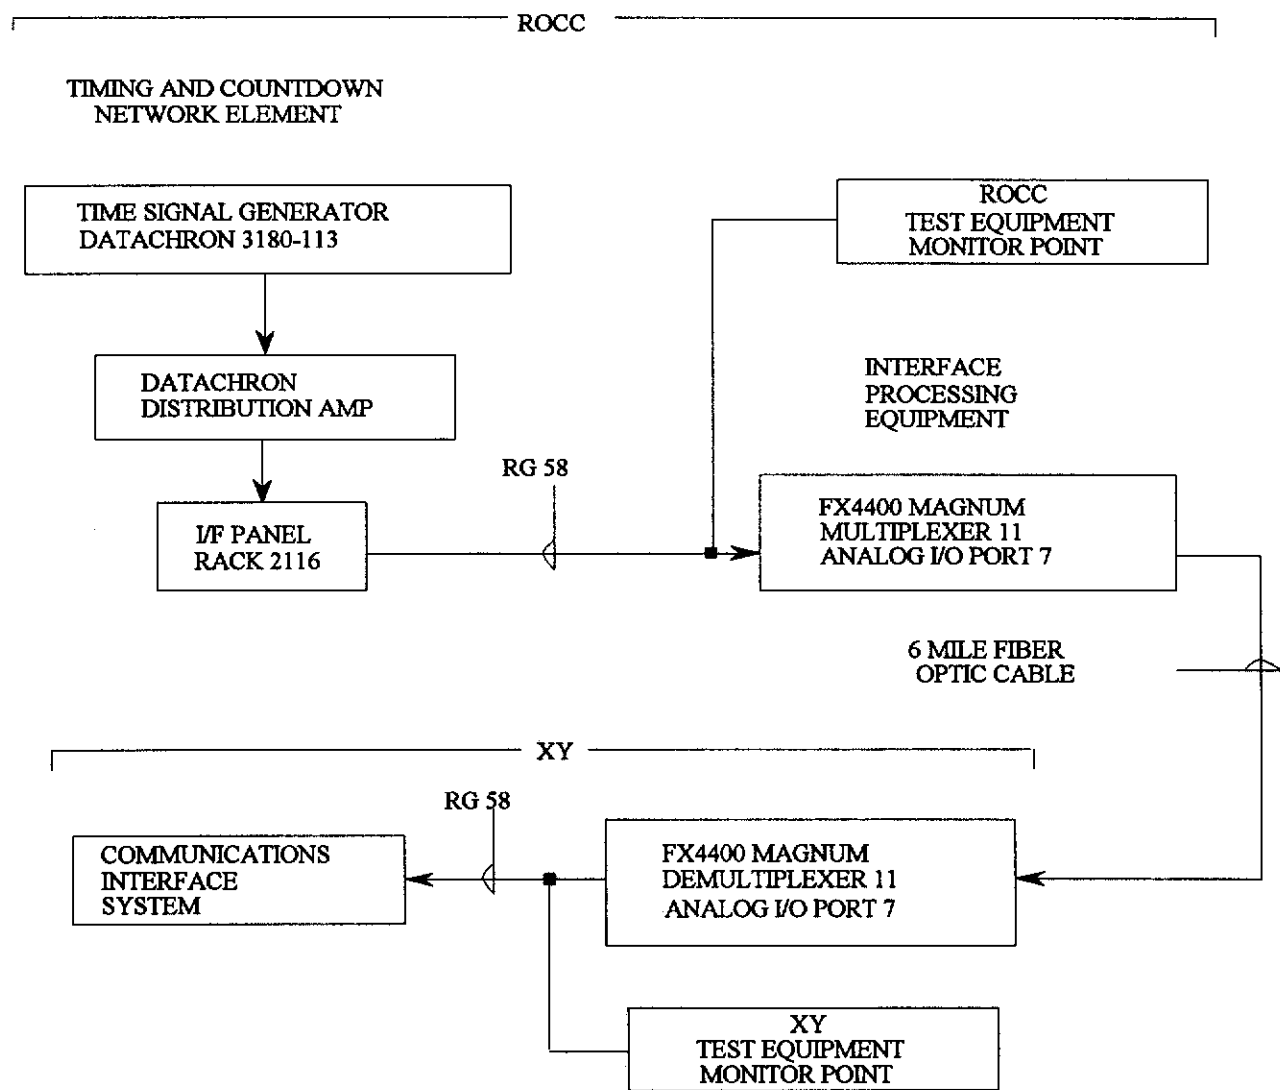 ROCC
TIMING AND COUNTDOWN
NETWORK ELEMENT
TIME SIGNAL GENERATOR
DATACHRON 3180-113
ROCC
TEST EQUIPMENT
MONITOR POINT
DATACHRON
DISTRIBUTION AMP
INTERFACE
PROCESSING
EQUIPMENT
RG 58
I/F PANEL
RACK 2116
FX4400 MAGNUM
MULTIPLEXER 11
ANALOG I/O PORT 7
6 MILE FIBER
OPTIC CABLE
XY
RG 58
COMMUNICATIONS
INTERFACE
SYSTEM
FX4400 MAGNUM
DEMULTIPLEXER 11
ANALOG I/O PORT 7
XY
TEST EQUIPMENT
MONITOR POINT